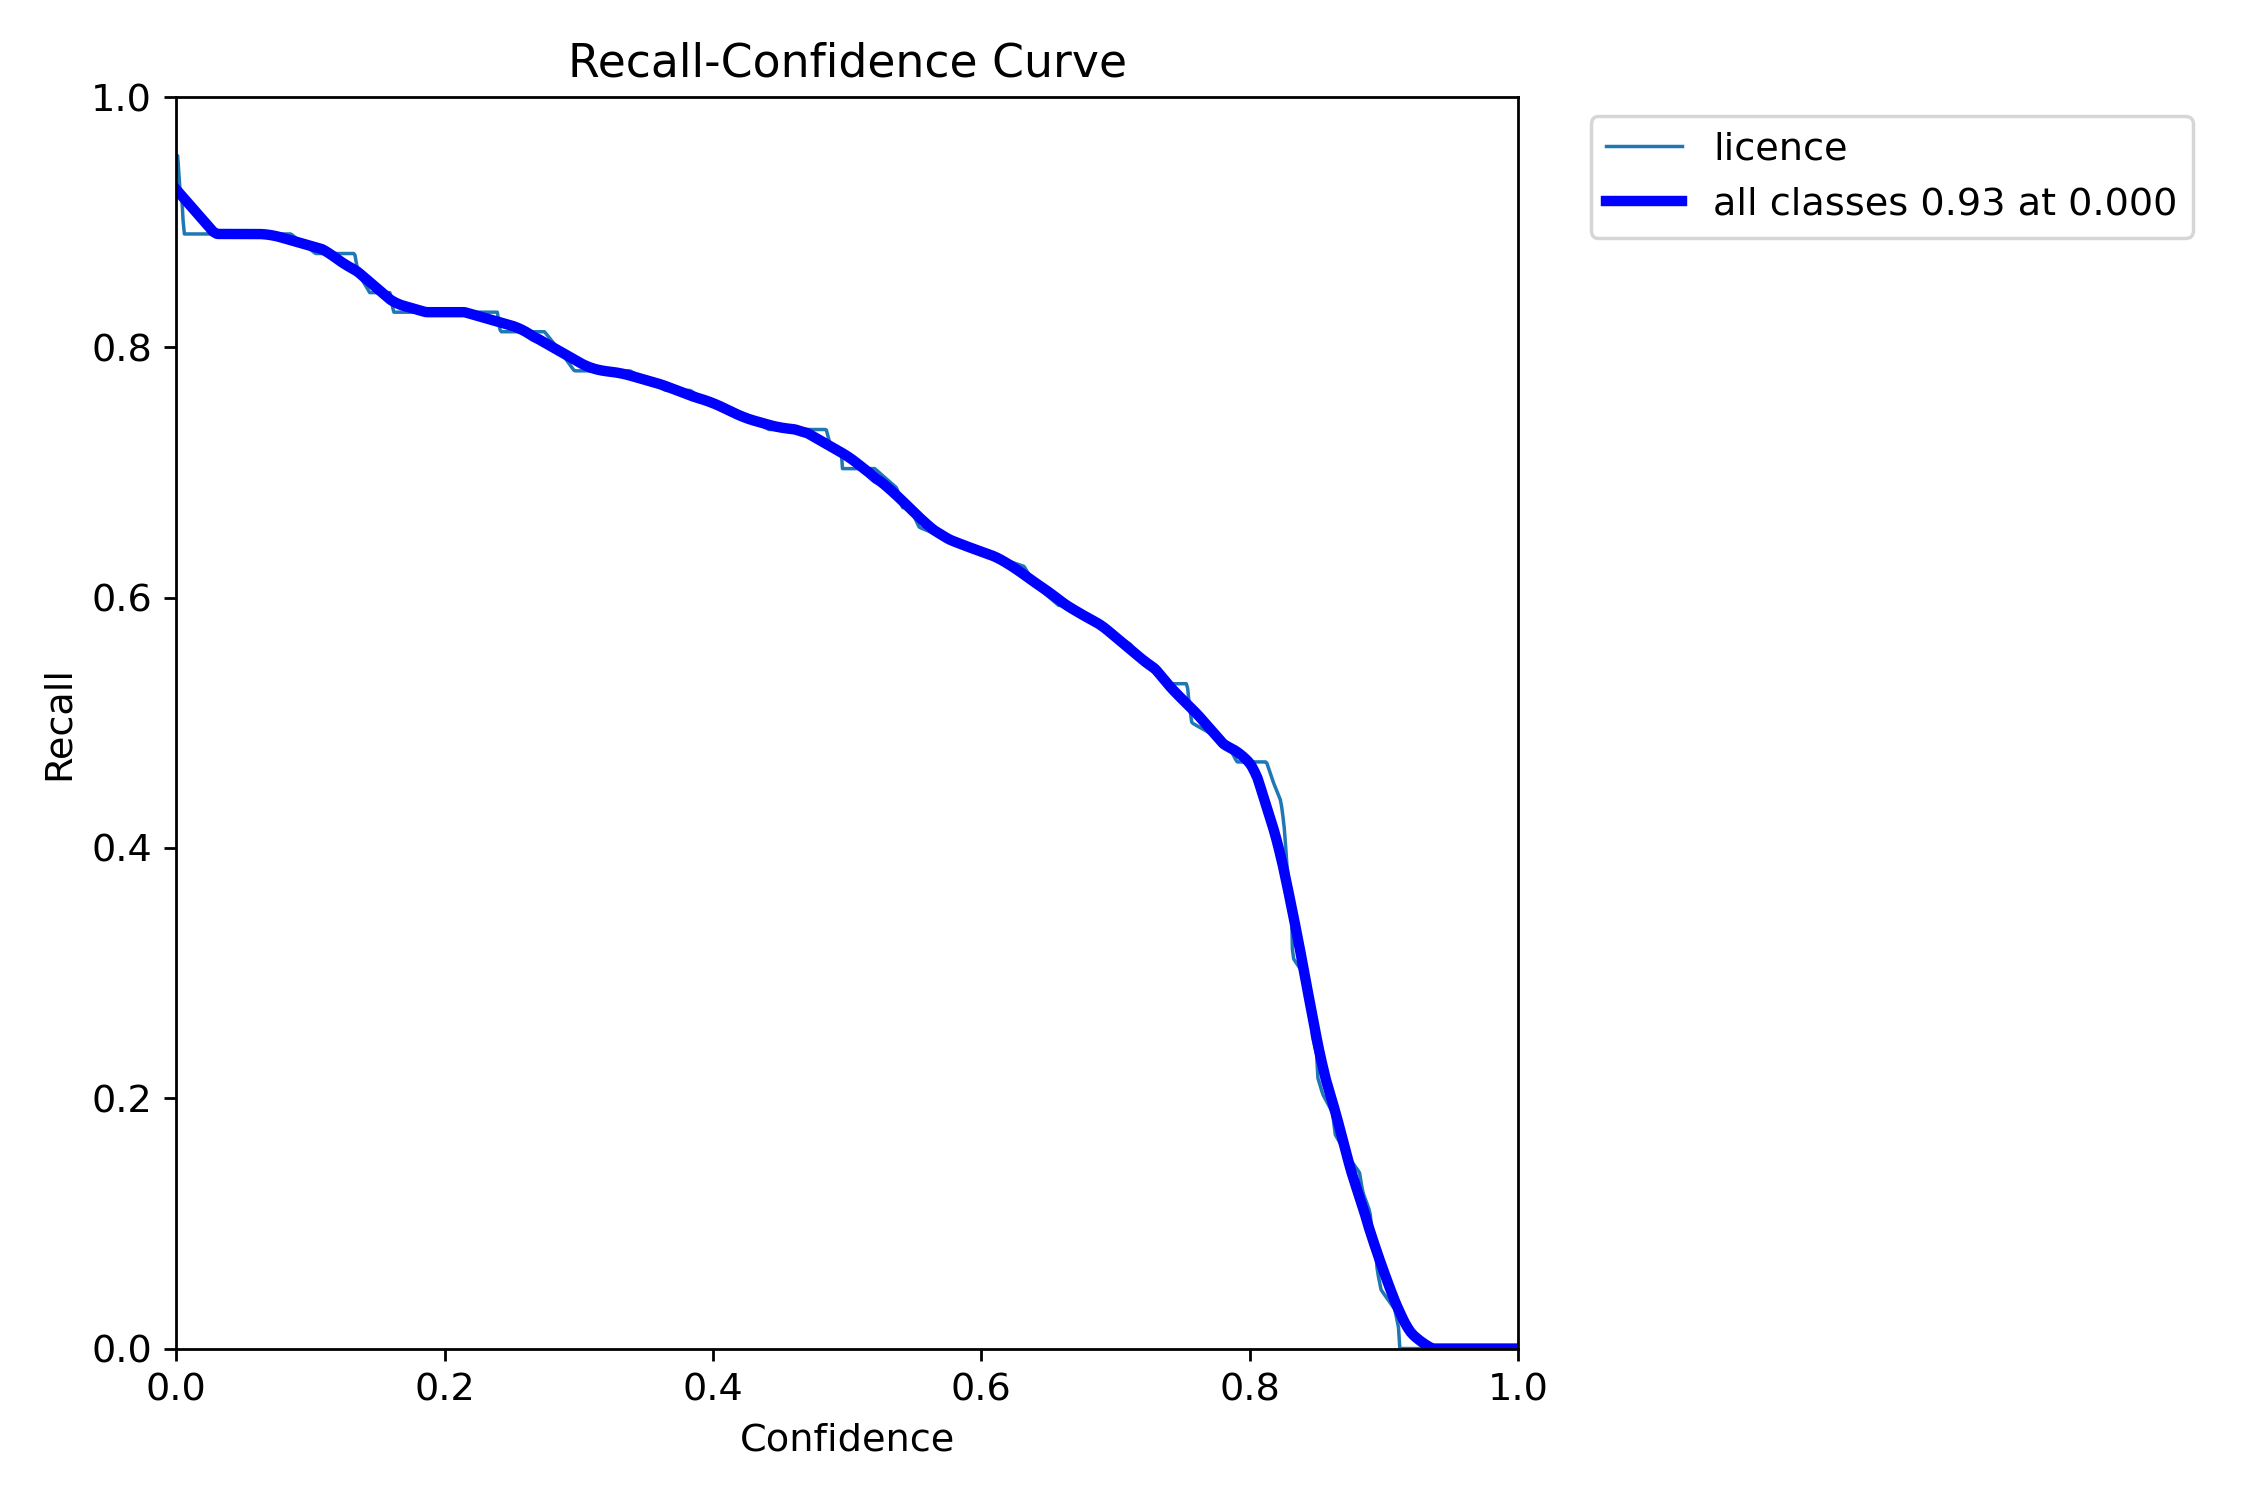 Recall-Confidence Curve
licence
all classes 0.93 at 0.000
Recall
1.0
0.8
0.6
0.4
0.2
0.0
0.0 0.2 0.4 0.6 0.8 1.0
Confidence